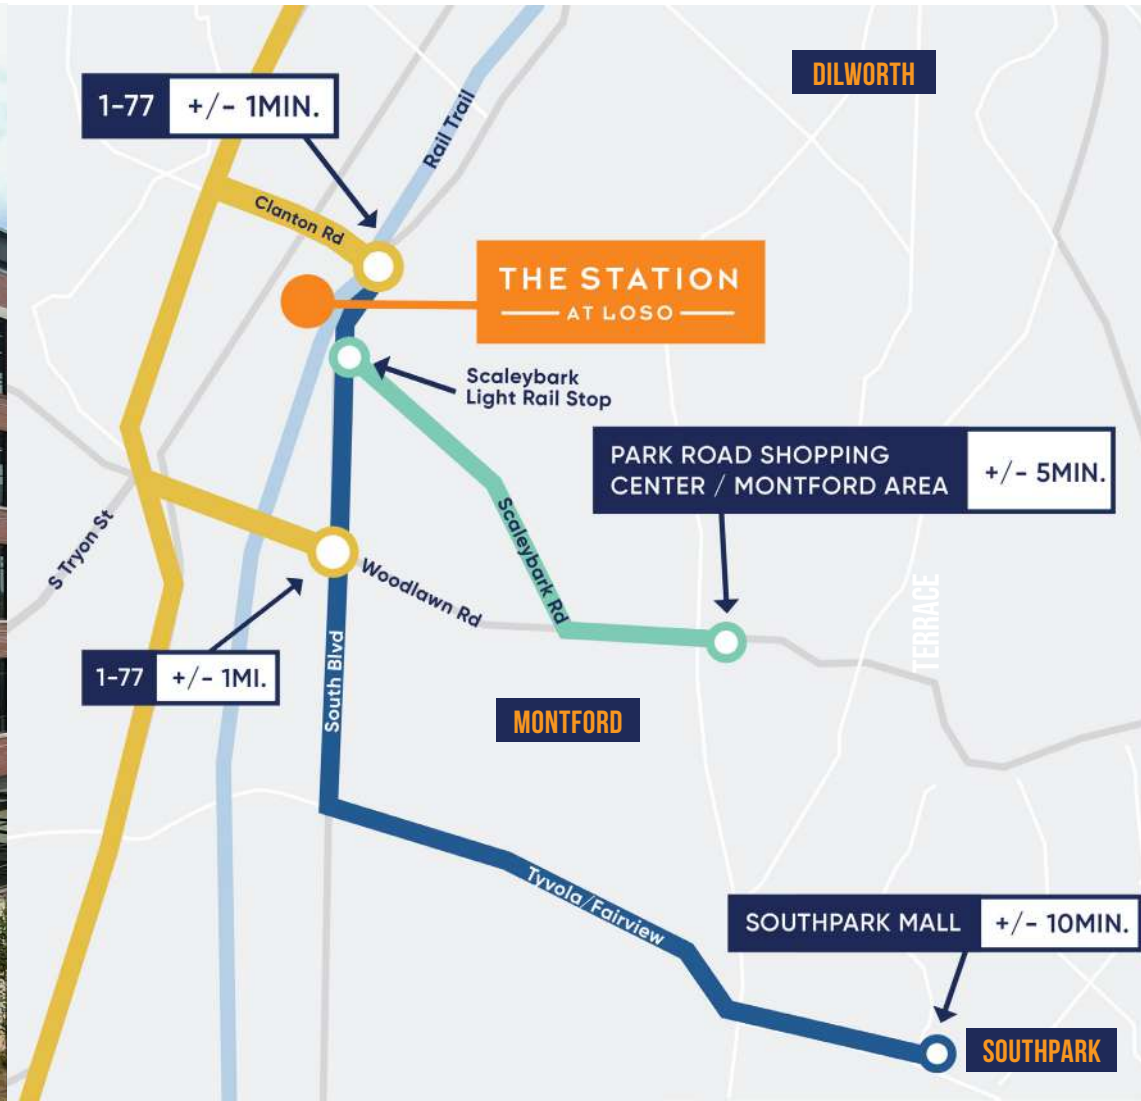 DILWORTH
1-77 +/- 1MIN.
Rail Trail
Clanton Rd
THE STATION
AT LOSO
Scaleybark
Light Rail Stop
PARK ROAD SHOPPING
CENTER / MONTFORD AREA
+/- 5MIN.
S Tryon St
Scaleybark Rd
Woodlawn Rd
TERRACE
1-77 +/- 1MI.
South Blvd
MONTFORD
Tyvola/Fairview
SOUTHPARK MALL +/- 10MIN.
SOUTHPARK